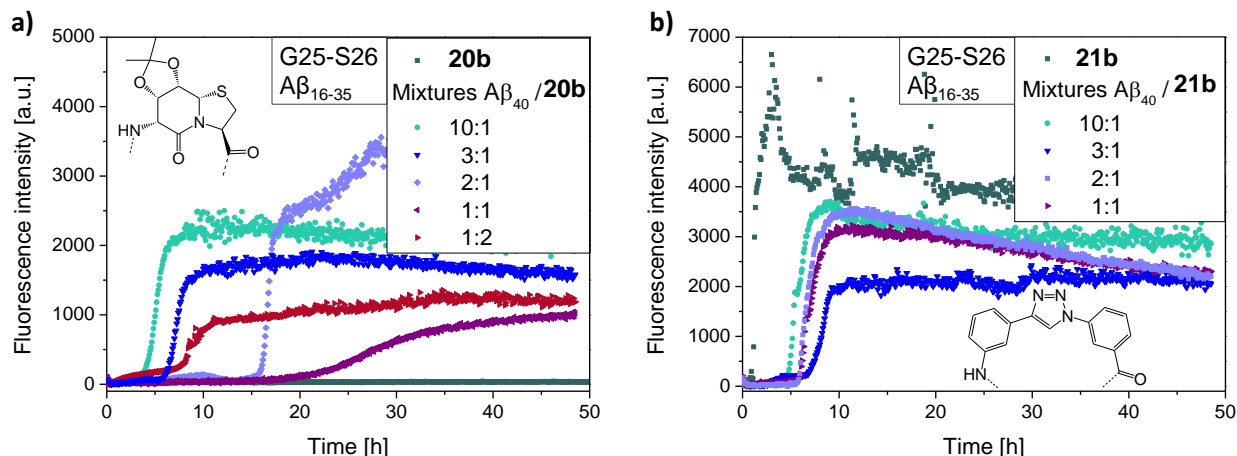 a)
5000
4000
3000
2000
1000
0
Fluorescence intensity [a.u.]
0
10
20
30
40
50
Time [h]
G25-S26
Aβ16-35
20b
Mixtures Aβ40 / 20b
10:1
3:1
2:1
1:1
1:2
O
O
S
HN
N
O
O
b)
7000
6000
5000
4000
3000
2000
1000
0
Fluorescence intensity [a.u.]
0
10
20
30
40
50
Time [h]
G25-S26
Aβ16-35
21b
Mixtures Aβ40 / 21b
10:1
3:1
2:1
1:1
N=N
N
HN
O